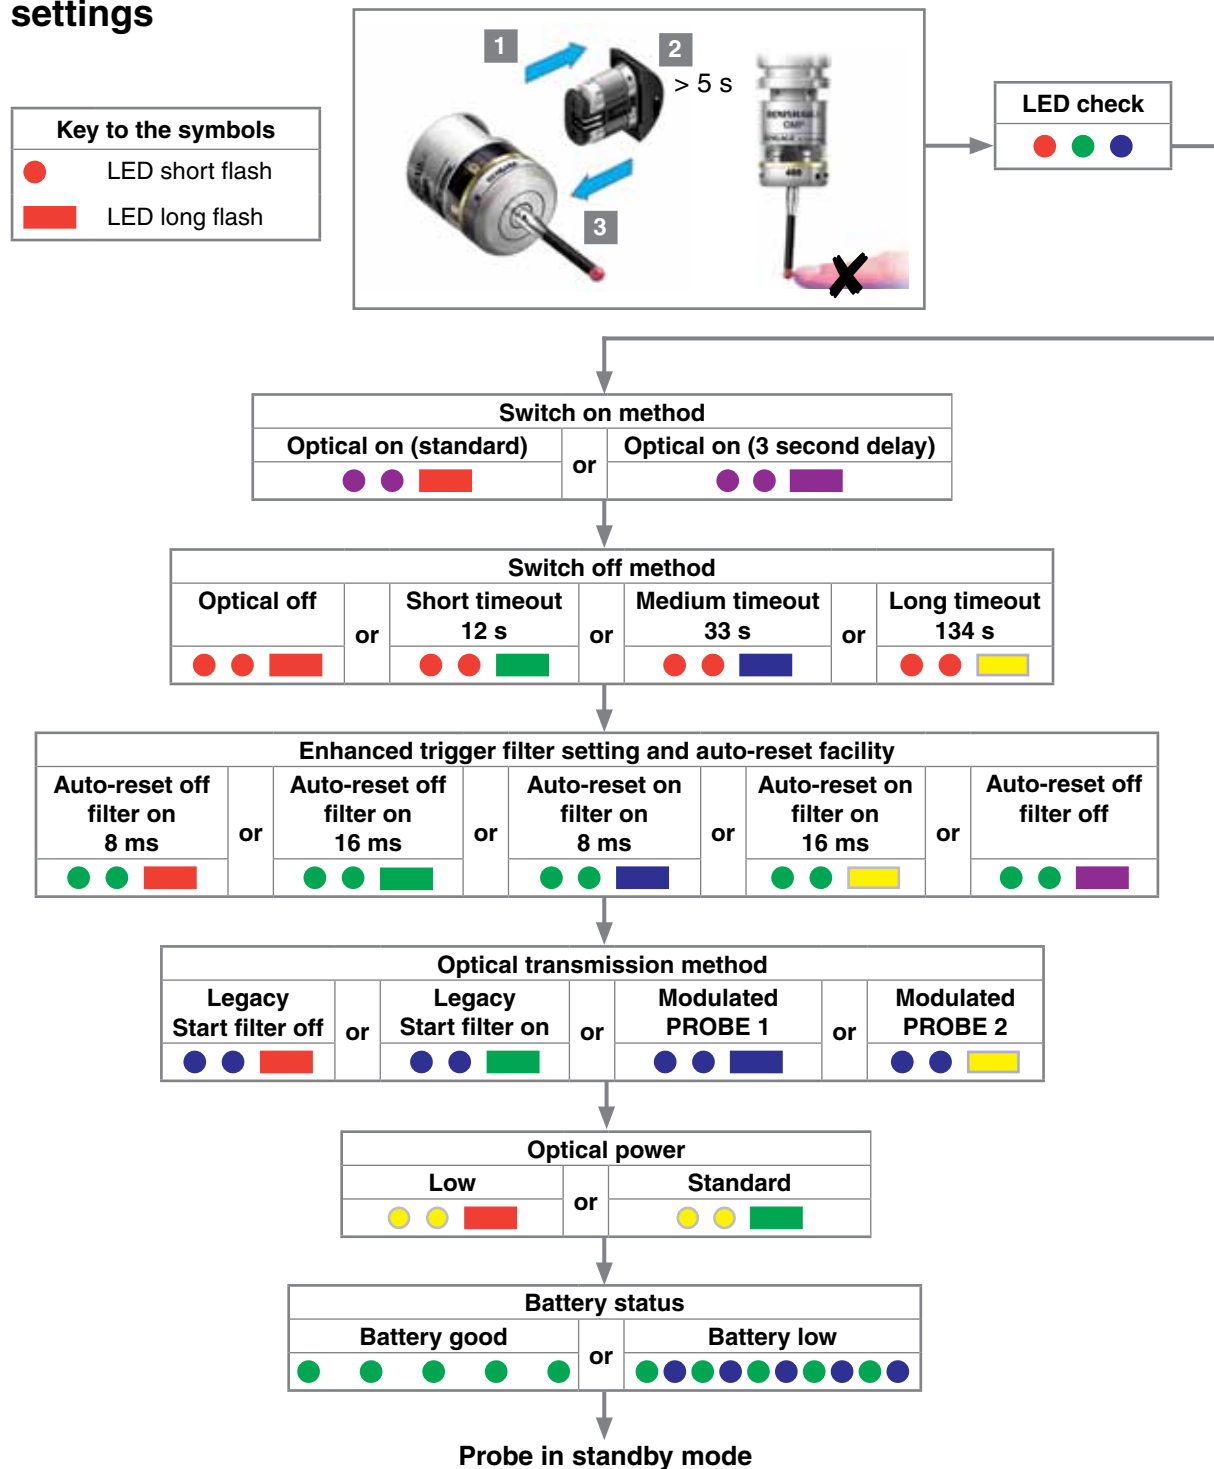 settings
1
2
> 5 s
3
RENISHAW
OMP
400
LED check
Key to the symbols
LED short flash
LED long flash
Switch on method
Optical on (standard)
or
Optical on (3 second delay)
Switch off method
Optical off
or
Short timeout
12 s
or
Medium timeout
33 s
or
Long timeout
134 s
Enhanced trigger filter setting and auto-reset facility
Auto-reset off
filter on
8 ms
or
Auto-reset off
filter on
16 ms
or
Auto-reset on
filter on
8 ms
or
Auto-reset on
filter on
16 ms
or
Auto-reset off
filter off
Optical transmission method
Legacy
Start filter off
or
Legacy
Start filter on
or
Modulated
PROBE 1
or
Modulated
PROBE 2
Optical power
Low
or
Standard
Battery status
Battery good
or
Battery low
Probe in standby mode